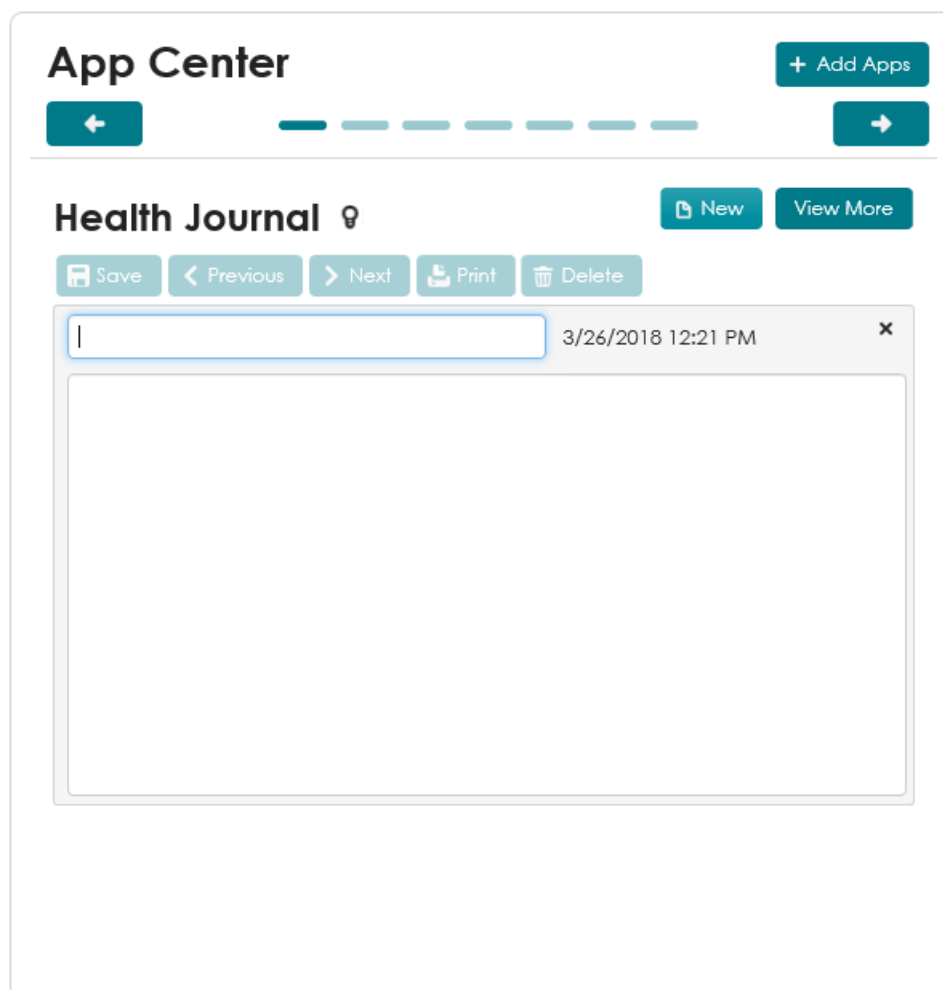 App Center
+ Add Apps
Health Journal
New
View More
Save
Previous
Next
Print
Delete
3/26/2018 12:21 PM